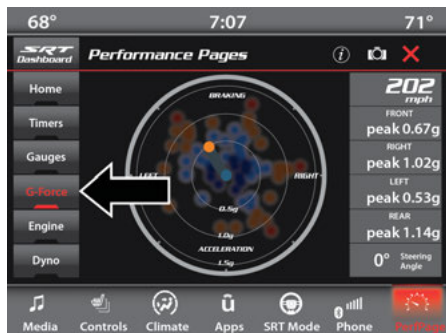 68°
7:07
71°
SRT
Dashboard
Performance Pages
i
Home
Timers
Gauges
G-Force
Engine
Dyno
BRAKING
LEFT
RIGHT
0.5g
1.0g
ACCELERATION
1.5g
202
mph
FRONT
peak 0.67g
RIGHT
peak 1.02g
LEFT
peak 0.53g
REAR
peak 1.14g
0° Steering
Angle
Media
Controls
Climate
Apps
SRT Mode
Phone